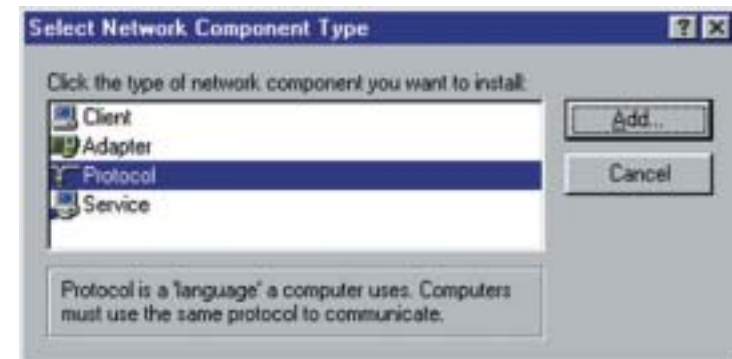 Select Network Component Type
Click the type of network component you want to install:
Client
Add...
Adapter
Protocol
Cancel
Service
Protocol is a 'language' a computer uses. Computers
must use the same protocol to communicate.